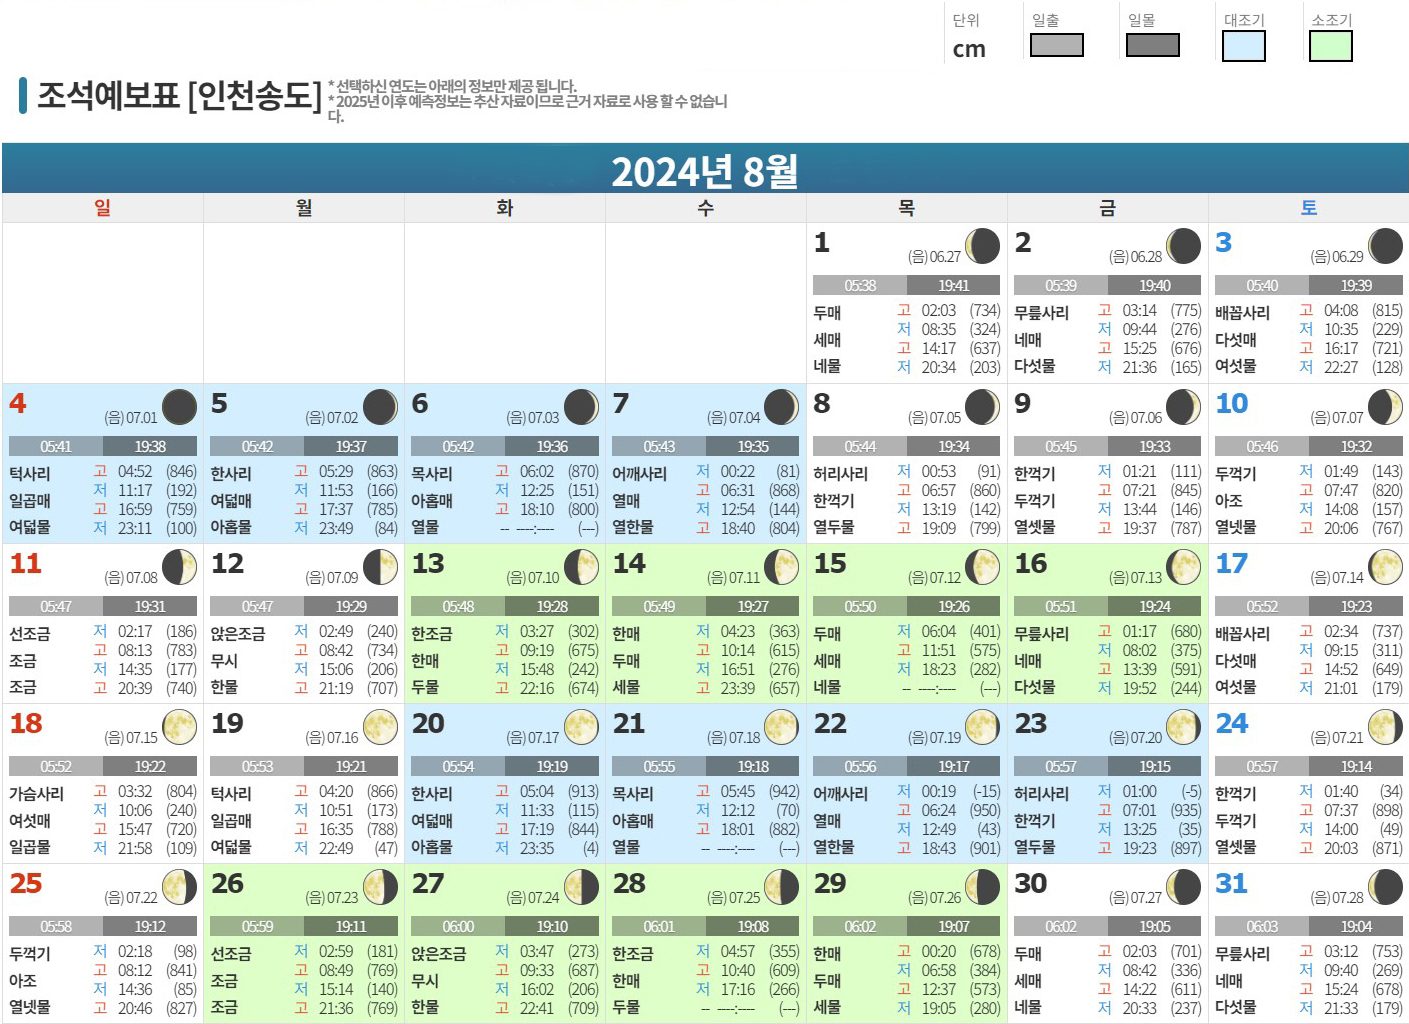 단위 일출 일몰 대조기 소조기
cm
조석예보표 [인천송도]
* 선택하신 연도는 아래의 정보만 제공 됩니다.
* 2025년 이후 예측정보는 추산 자료이므로 근거 자료로 사용 할 수 없습니
다.
2024년 8월
일 월 화 수 목 금 토
1 (음) 06.27
05:38 19:41
두매 세매 네물
고 02:03 (734)
저 08:35 (324)
고 14:17 (637)
저 20:34 (203)
2 (음) 06.28
05:39 19:40
무릎사리 네매 다섯물
고 03:14 (775)
저 09:44 (276)
고 15:25 (676)
저 21:36 (165)
3 (음) 06.29
05:40 19:39
배꼽사리 다섯매 여섯물
고 04:08 (815)
저 10:35 (229)
고 16:17 (721)
저 22:27 (128)
4 (음) 07.01
05:41 19:38
턱사리 일곱매 여덟물
고 04:52 (846)
저 11:17 (192)
고 16:59 (759)
저 23:11 (100)
5 (음) 07.02
05:42 19:37
한사리 여덟매 아홉물
고 05:29 (863)
저 11:53 (166)
고 17:37 (785)
저 23:49 (84)
6 (음) 07.03
05:42 19:36
목사리 아홉매 열물
고 06:02 (870)
저 12:25 (151)
고 18:10 (800)
-- ----:---- (---)
7 (음) 07.04
05:43 19:35
어깨사리 열매 열한물
저 00:22 (81)
고 06:31 (868)
저 12:54 (144)
고 18:40 (804)
8 (음) 07.05
05:44 19:34
허리사리 한꺽기 열두물
저 00:53 (91)
고 06:57 (860)
저 13:19 (142)
고 19:09 (799)
9 (음) 07.06
05:45 19:33
한꺽기 두꺽기 열셋물
저 01:21 (111)
고 07:21 (845)
저 13:44 (146)
고 19:37 (787)
10 (음) 07.07
05:46 19:32
두꺽기 아조 열넷물
저 01:49 (143)
고 07:47 (820)
저 14:08 (157)
고 20:06 (767)
11 (음) 07.08
05:47 19:31
선조금 조금 조금
저 02:17 (186)
고 08:13 (783)
저 14:35 (177)
고 20:39 (740)
12 (음) 07.09
05:47 19:29
앉은조금 무시 한물
저 02:49 (240)
고 08:42 (734)
저 15:06 (206)
고 21:19 (707)
13 (음) 07.10
05:48 19:28
한조금 한매 두물
저 03:27 (302)
고 09:19 (675)
저 15:48 (242)
고 22:16 (674)
14 (음) 07.11
05:49 19:27
한매 두매 세물
저 04:23 (363)
고 10:14 (615)
저 16:51 (276)
고 23:39 (657)
15 (음) 07.12
05:50 19:26
두매 세매 네물
저 06:04 (401)
고 11:51 (575)
저 18:23 (282)
-- ----:---- (---)
16 (음) 07.13
05:51 19:24
무릎사리 네매 다섯물
고 01:17 (680)
저 08:02 (375)
고 13:39 (591)
저 19:52 (244)
17 (음) 07.14
05:52 19:23
배꼽사리 다섯매 여섯물
고 02:34 (737)
저 09:15 (311)
고 14:52 (649)
저 21:01 (179)
18 (음) 07.15
05:52 19:22
가슴사리 여섯매 일곱물
고 03:32 (804)
저 10:06 (240)
고 15:47 (720)
저 21:58 (109)
19 (음) 07.16
05:53 19:21
턱사리 일곱매 여덟물
고 04:20 (866)
저 10:51 (173)
고 16:35 (788)
저 22:49 (47)
20 (음) 07.17
05:54 19:19
한사리 여덟매 아홉물
고 05:04 (913)
저 11:33 (115)
고 17:19 (844)
저 23:35 (4)
21 (음) 07.18
05:55 19:18
목사리 아홉매 열물
고 05:45 (942)
저 12:12 (70)
고 18:01 (882)
-- ----:---- (---)
22 (음) 07.19
05:56 19:17
어깨사리 열매 열한물
저 00:19 (-15)
고 06:24 (950)
저 12:49 (43)
고 18:43 (901)
23 (음) 07.20
05:57 19:15
허리사리 한꺽기 열두물
저 01:00 (-5)
고 07:01 (935)
저 13:25 (35)
고 19:23 (897)
24 (음) 07.21
05:57 19:14
한꺽기 두꺽기 열셋물
저 01:40 (34)
고 07:37 (898)
저 14:00 (49)
고 20:03 (871)
25 (음) 07.22
05:58 19:12
두꺽기 아조 열넷물
저 02:18 (98)
고 08:12 (841)
저 14:36 (85)
고 20:46 (827)
26 (음) 07.23
05:59 19:11
선조금 조금 조금
저 02:59 (181)
고 08:49 (769)
저 15:14 (140)
고 21:36 (769)
27 (음) 07.24
06:00 19:10
앉은조금 무시 한물
저 03:47 (273)
고 09:33 (687)
저 16:02 (206)
고 22:41 (709)
28 (음) 07.25
06:01 19:08
한조금 한매 두물
저 04:57 (355)
고 10:40 (609)
저 17:16 (266)
-- ----:---- (---)
29 (음) 07.26
06:02 19:07
한매 두매 세물
고 00:20 (678)
저 06:58 (384)
고 12:37 (573)
저 19:05 (280)
30 (음) 07.27
06:02 19:05
두매 세매 네물
고 02:03 (701)
저 08:42 (336)
고 14:22 (611)
저 20:33 (237)
31 (음) 07.28
06:03 19:04
무릎사리 네매 다섯물
고 03:12 (753)
저 09:40 (269)
고 15:24 (678)
저 21:33 (179)